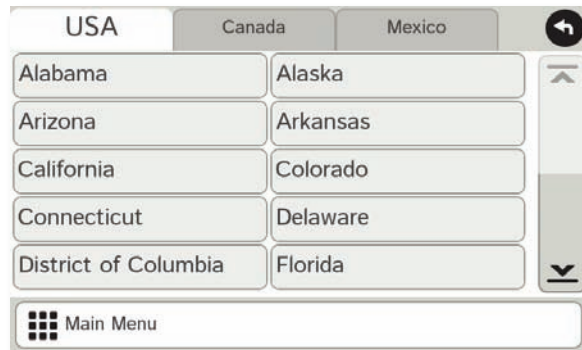 USA Canada Mexico
Alabama Alaska
Arizona Arkansas
California Colorado
Connecticut Delaware
District of Columbia Florida
Main Menu